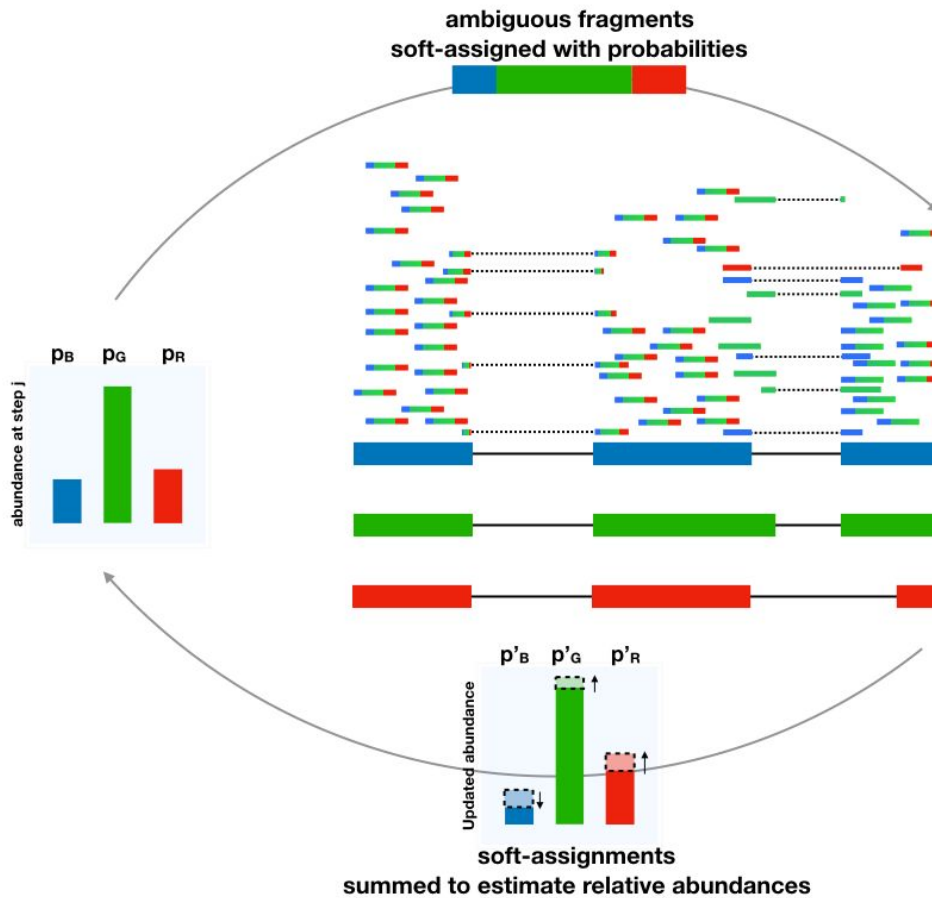 ambiguous fragments
soft-assigned with probabilities
pB pG pR
abundance at step j
p'B p'G p'R
Updated abundance
soft-assignments
summed to estimate relative abundances